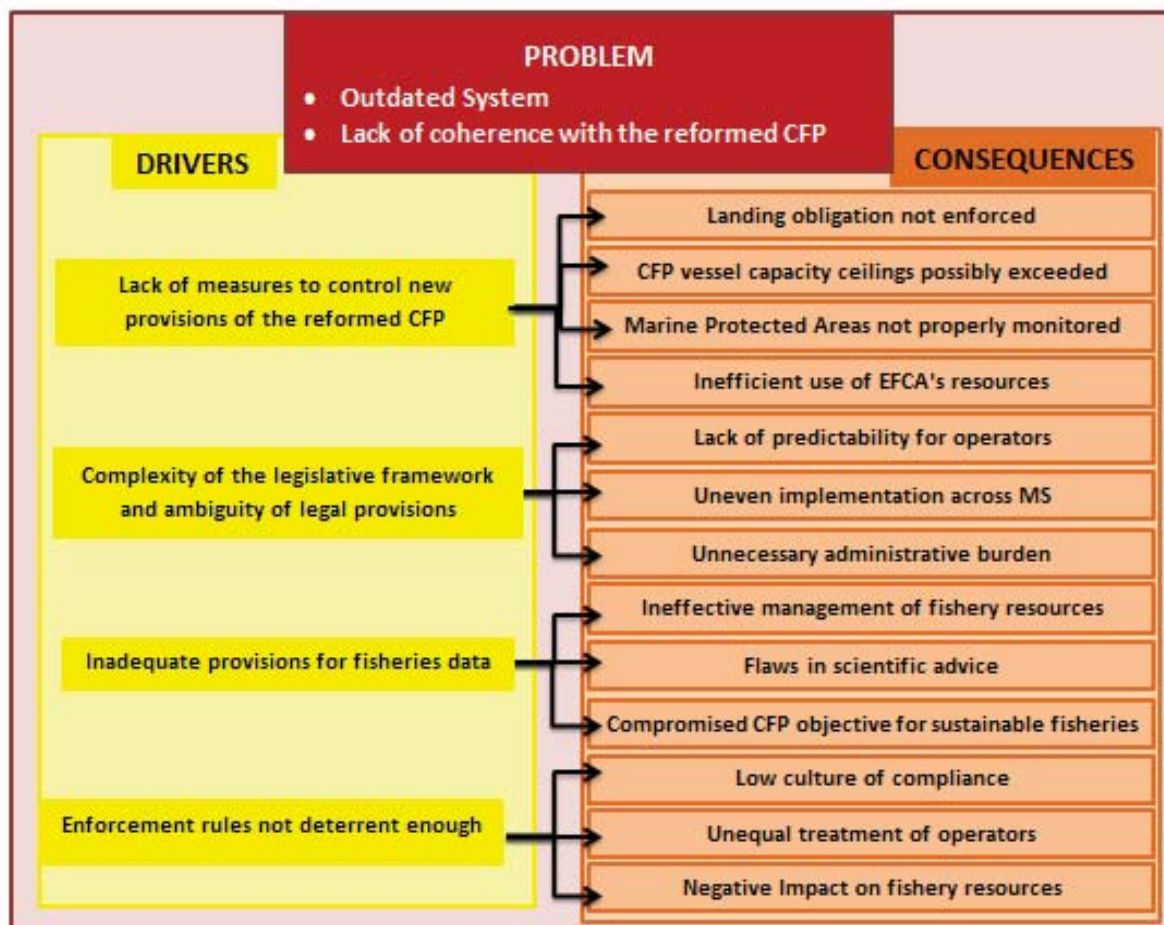 PROBLEM
• Outdated System
• Lack of coherence with the reformed CFP
DRIVERS
CONSEQUENCES
Lack of measures to control new
provisions of the reformed CFP
Landing obligation not enforced
CFP vessel capacity ceilings possibly exceeded
Marine Protected Areas not properly monitored
Inefficient use of EFCA's resources
Complexity of the legislative framework
and ambiguity of legal provisions
Lack of predictability for operators
Uneven implementation across MS
Unnecessary administrative burden
Inadequate provisions for fisheries data
Ineffective management of fishery resources
Flaws in scientific advice
Compromised CFP objective for sustainable fisheries
Enforcement rules not deterrent enough
Low culture of compliance
Unequal treatment of operators
Negative Impact on fishery resources